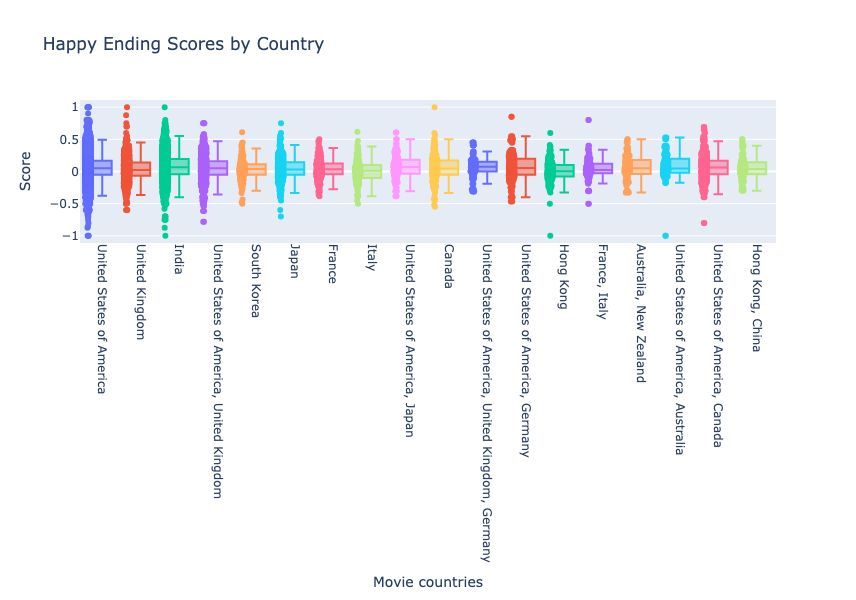 Happy Ending Scores by Country
Score
1
0.5
0
−0.5
−1
United States of America
United Kingdom
India
United States of America, United Kingdom
South Korea
Japan
France
Italy
United States of America, Japan
Canada
United States of America, United Kingdom, Germany
United States of America, Germany
Hong Kong
France, Italy
Australia, New Zealand
United States of America, Australia
United States of America, Canada
Hong Kong, China
Movie countries